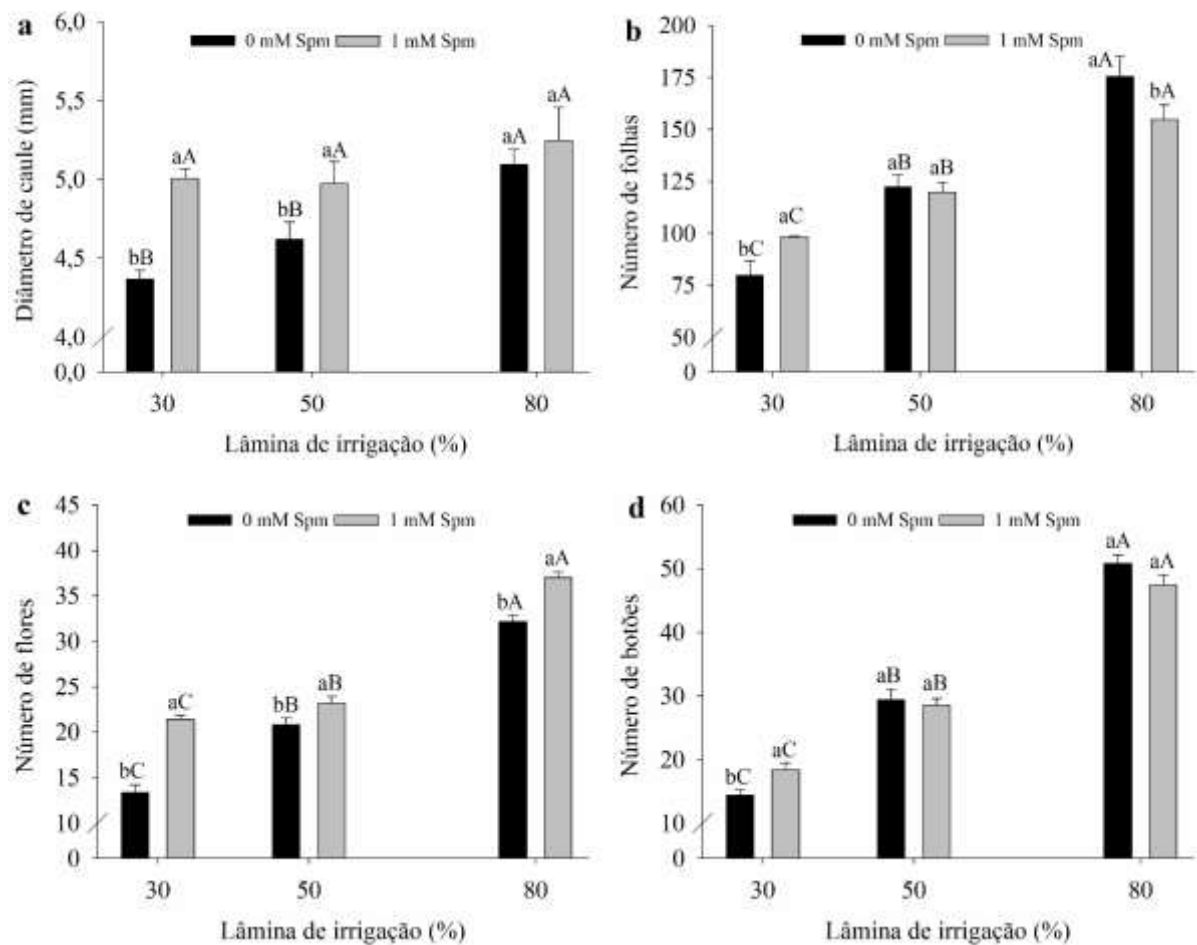 a
6,0
0 mM Spm 1 mM Spm
5,5
5,0
4,5
4,0
0,0
aA
aA
aA
aA
bB
bB
30 50 80
Diâmetro de caule (mm)
Lâmina de irrigação (%)
b
200
0 mM Spm 1 mM Spm
175
150
125
100
75
50
0
aA
bA
aB aB
aC
bC
30 50 80
Número de folhas
Lâmina de irrigação (%)
c
45
0 mM Spm 1 mM Spm
40
35
30
25
20
15
10
0
aA
bA
aB
bB
aC
bC
30 50 80
Número de flores
Lâmina de irrigação (%)
d
60
0 mM Spm 1 mM Spm
50
40
30
20
10
0
aA
aA
aB aB
aC
bC
30 50 80
Número de botões
Lâmina de irrigação (%)